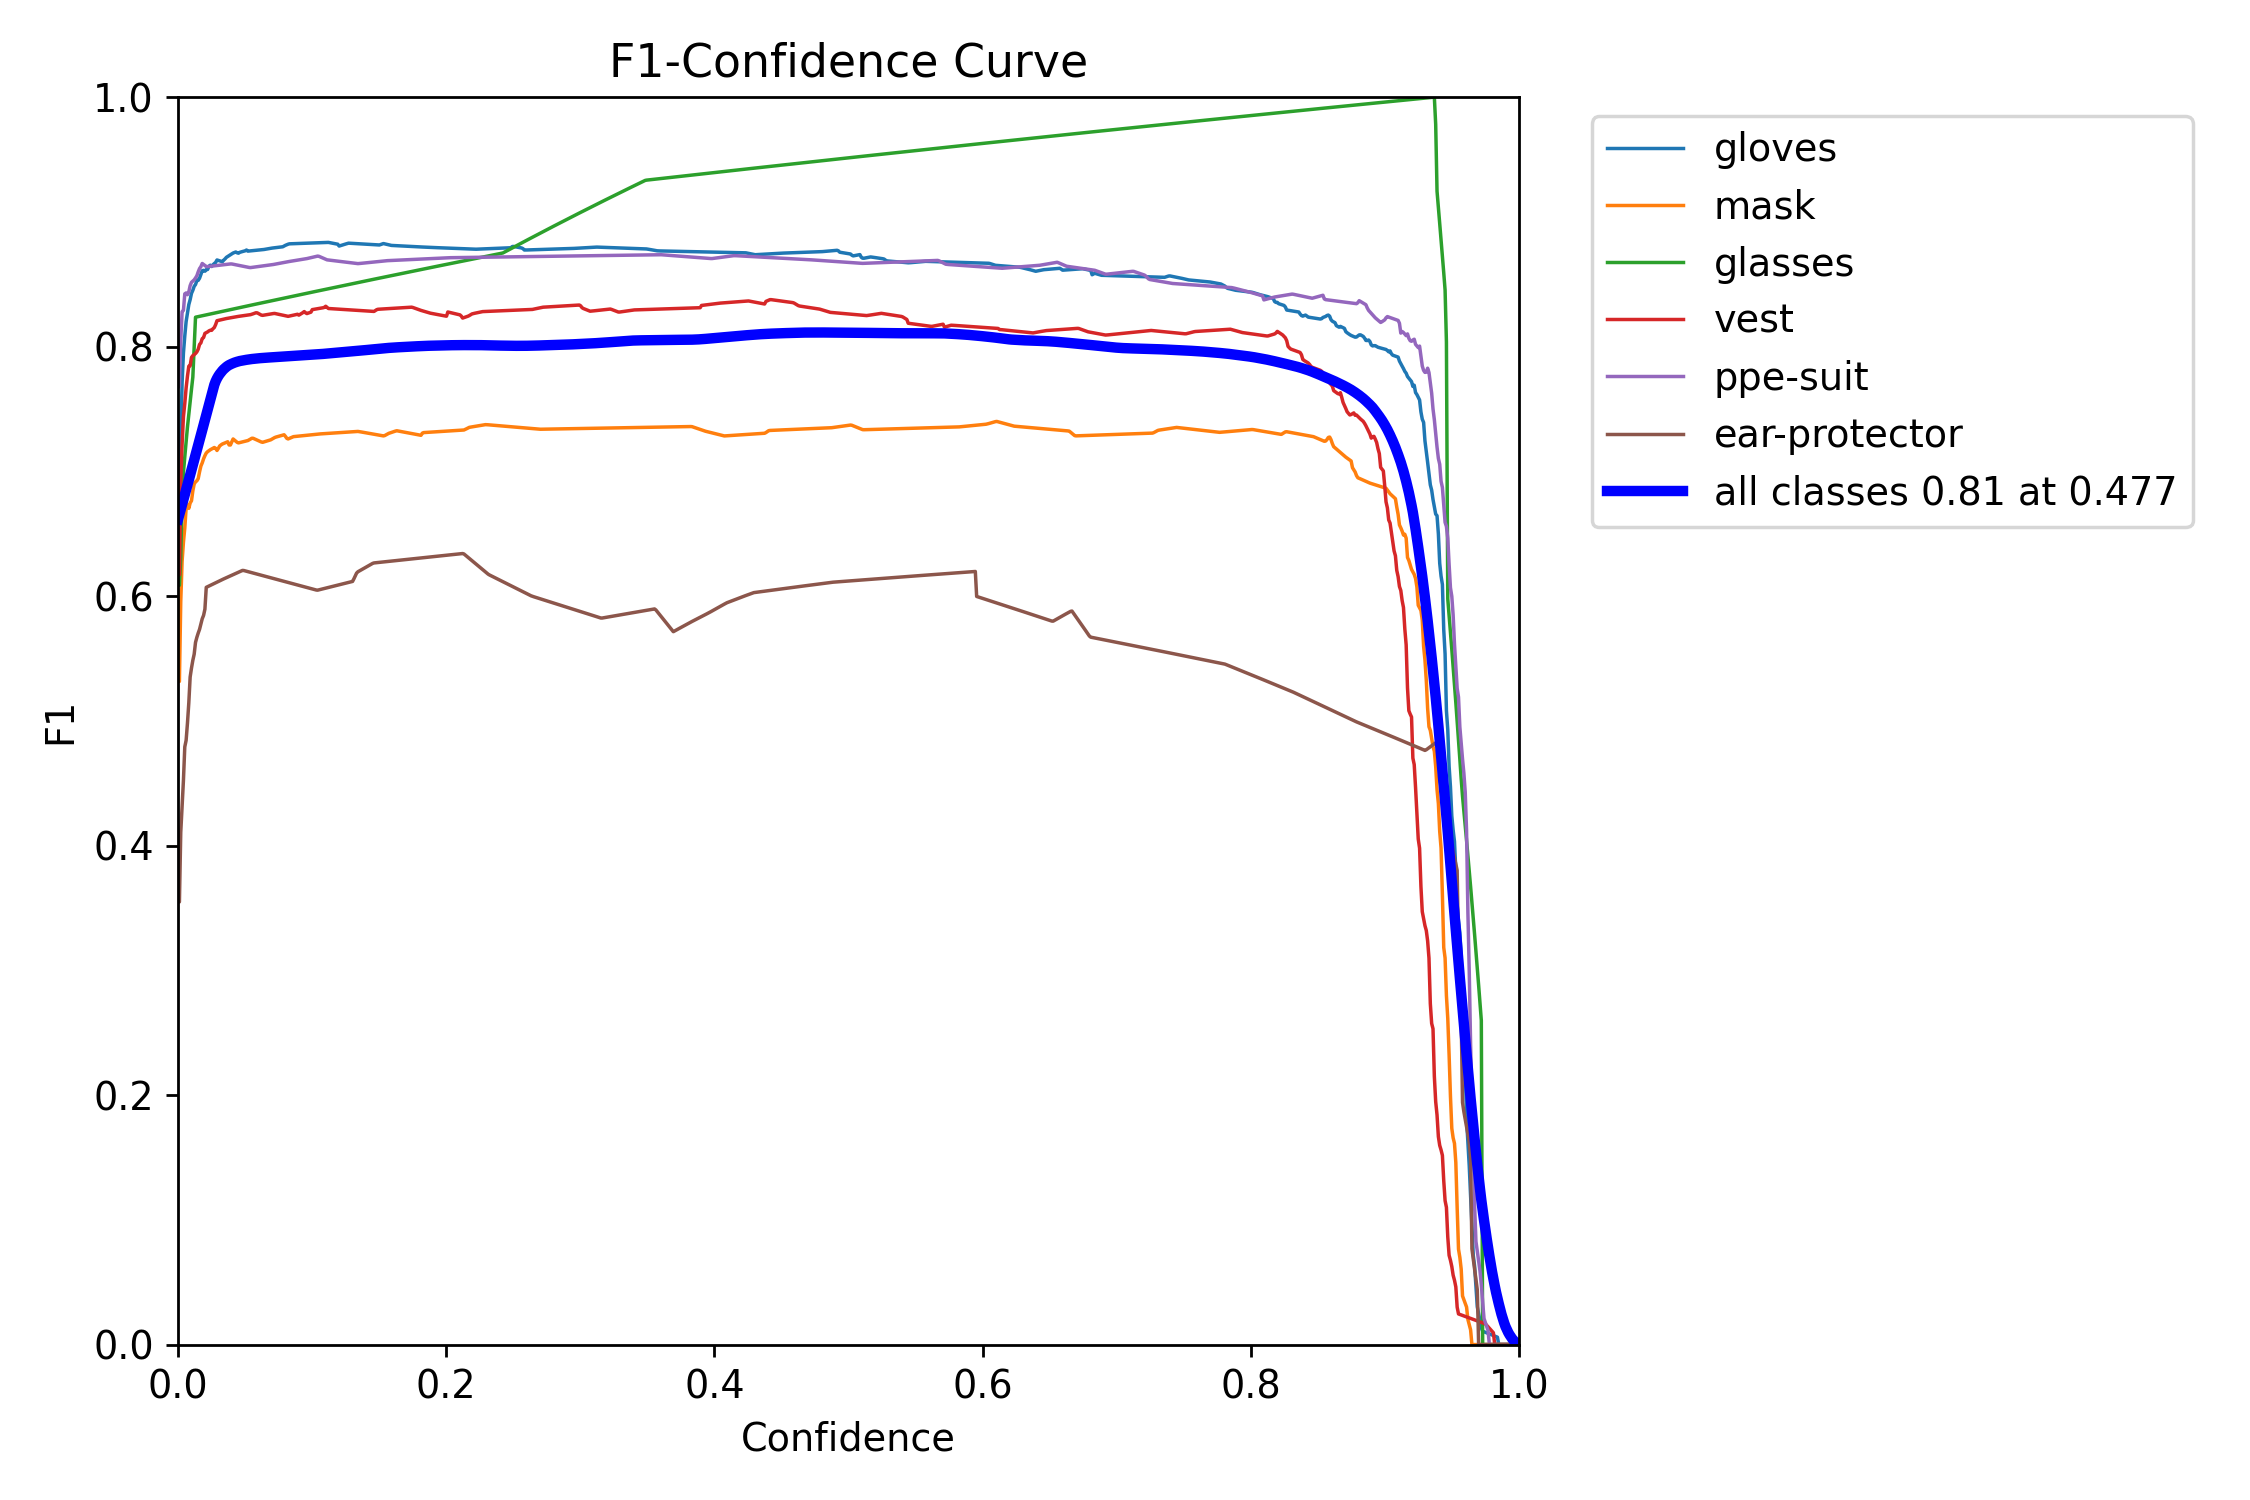 F1-Confidence Curve
1.0
0.8
0.6
0.4
0.2
0.0
F1
0.0 0.2 0.4 0.6 0.8 1.0
Confidence
gloves
mask
glasses
vest
ppe-suit
ear-protector
all classes 0.81 at 0.477